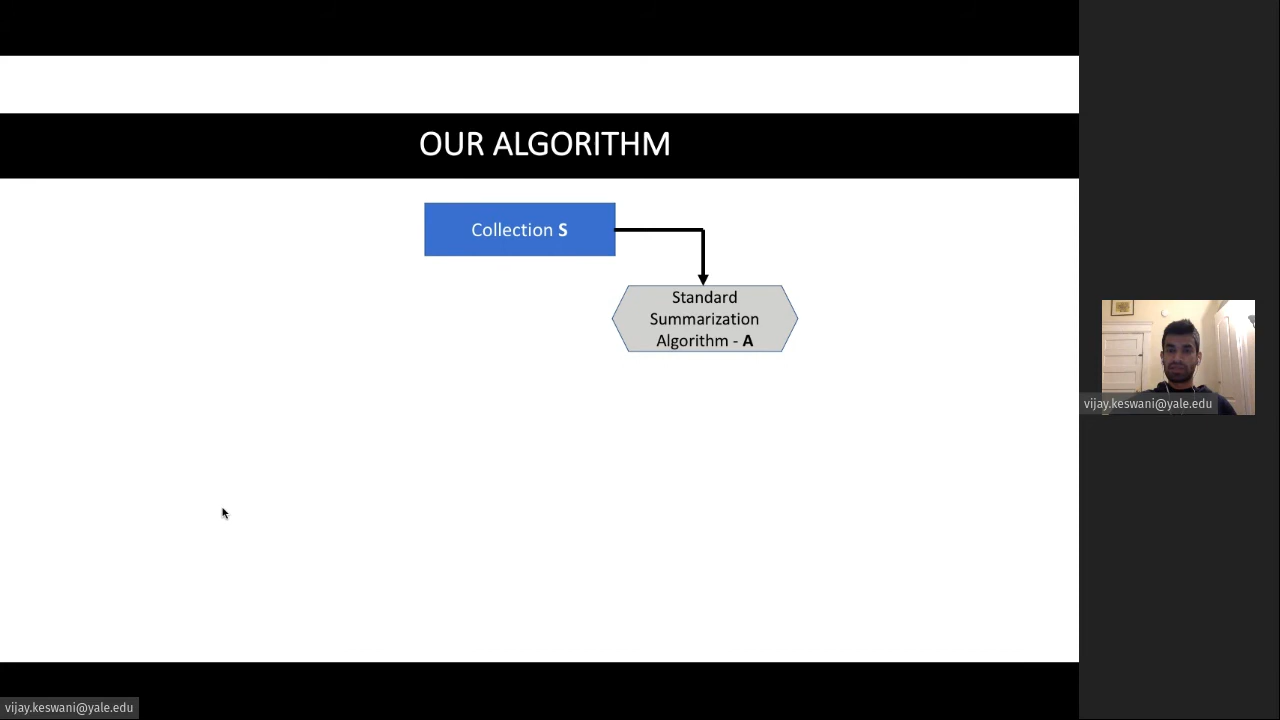 OUR ALGORITHM
Collection S
Standard
Summarization
Algorithm - A
vijay.keswani@yale.edu
vijay.keswani@yale.edu